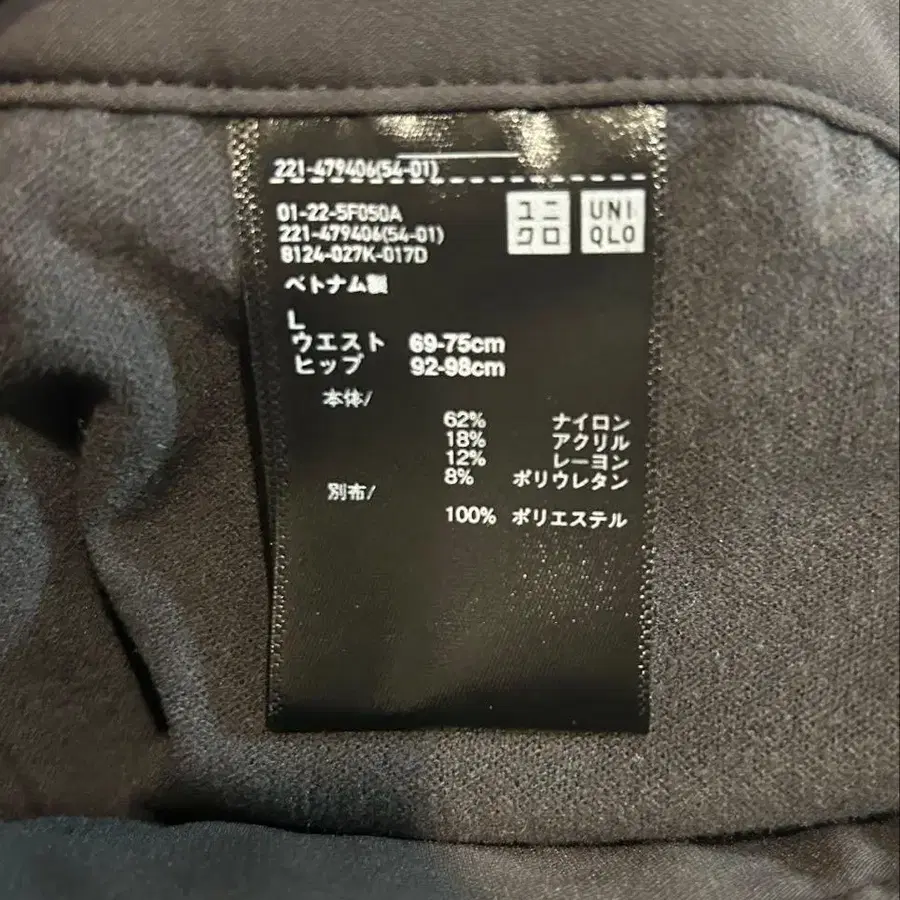 221-479406(54-01)
01-22-5F050A
221-479406(54-01)
8124-027K-017D
ユニ
クロ
UNI
QLO
ベトナム製
L
ウエスト 69-75cm
ヒップ 92-98cm
本体/
62% ナイロン
18% アクリル
12% レーヨン
8% ポリウレタン
別布/
100% ポリエステル